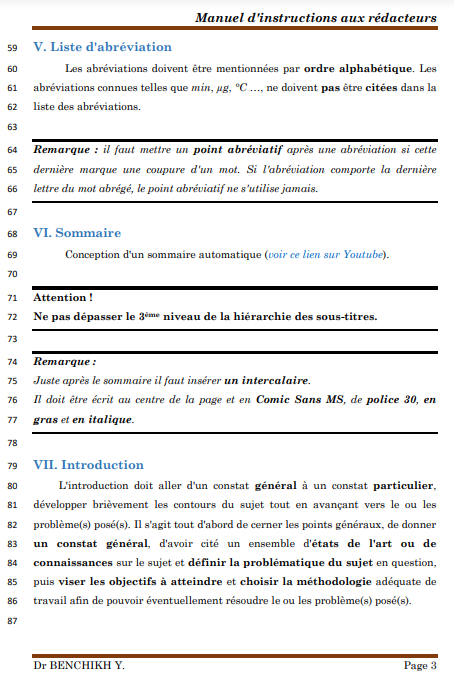 Manuel d'instructions aux rédacteurs
59 V. Liste d'abréviation
60 Les abréviations doivent être mentionnées par ordre alphabétique. Les
61 abréviations connues telles que min, µg, °C …, ne doivent pas être citées dans la
62 liste des abréviations.
63
64 Remarque : il faut mettre un point abréviatif après une abréviation si cette
65 dernière marque une coupure d'un mot. Si l'abréviation comporte la dernière
66 lettre du mot abrégé, le point abréviatif ne s'utilise jamais.
67
68 VI. Sommaire
69 Conception d'un sommaire automatique (voir ce lien sur Youtube).
70
71 Attention !
72 Ne pas dépasser le 3ème niveau de la hiérarchie des sous-titres.
73
74 Remarque :
75 Juste après le sommaire il faut insérer un intercalaire.
76 Il doit être écrit au centre de la page et en Comic Sans MS, de police 30, en
77 gras et en italique.
78
79 VII. Introduction
80 L'introduction doit aller d'un constat général à un constat particulier,
81 développer brièvement les contours du sujet tout en avançant vers le ou les
82 problème(s) posé(s). Il s'agit tout d'abord de cerner les points généraux, de donner
83 un constat général, d'avoir cité un ensemble d'états de l'art ou de
84 connaissances sur le sujet et définir la problématique du sujet en question,
85 puis viser les objectifs à atteindre et choisir la méthodologie adéquate de
86 travail afin de pouvoir éventuellement résoudre le ou les problème(s) posé(s).
87
Dr BENCHIKH Y. Page 3